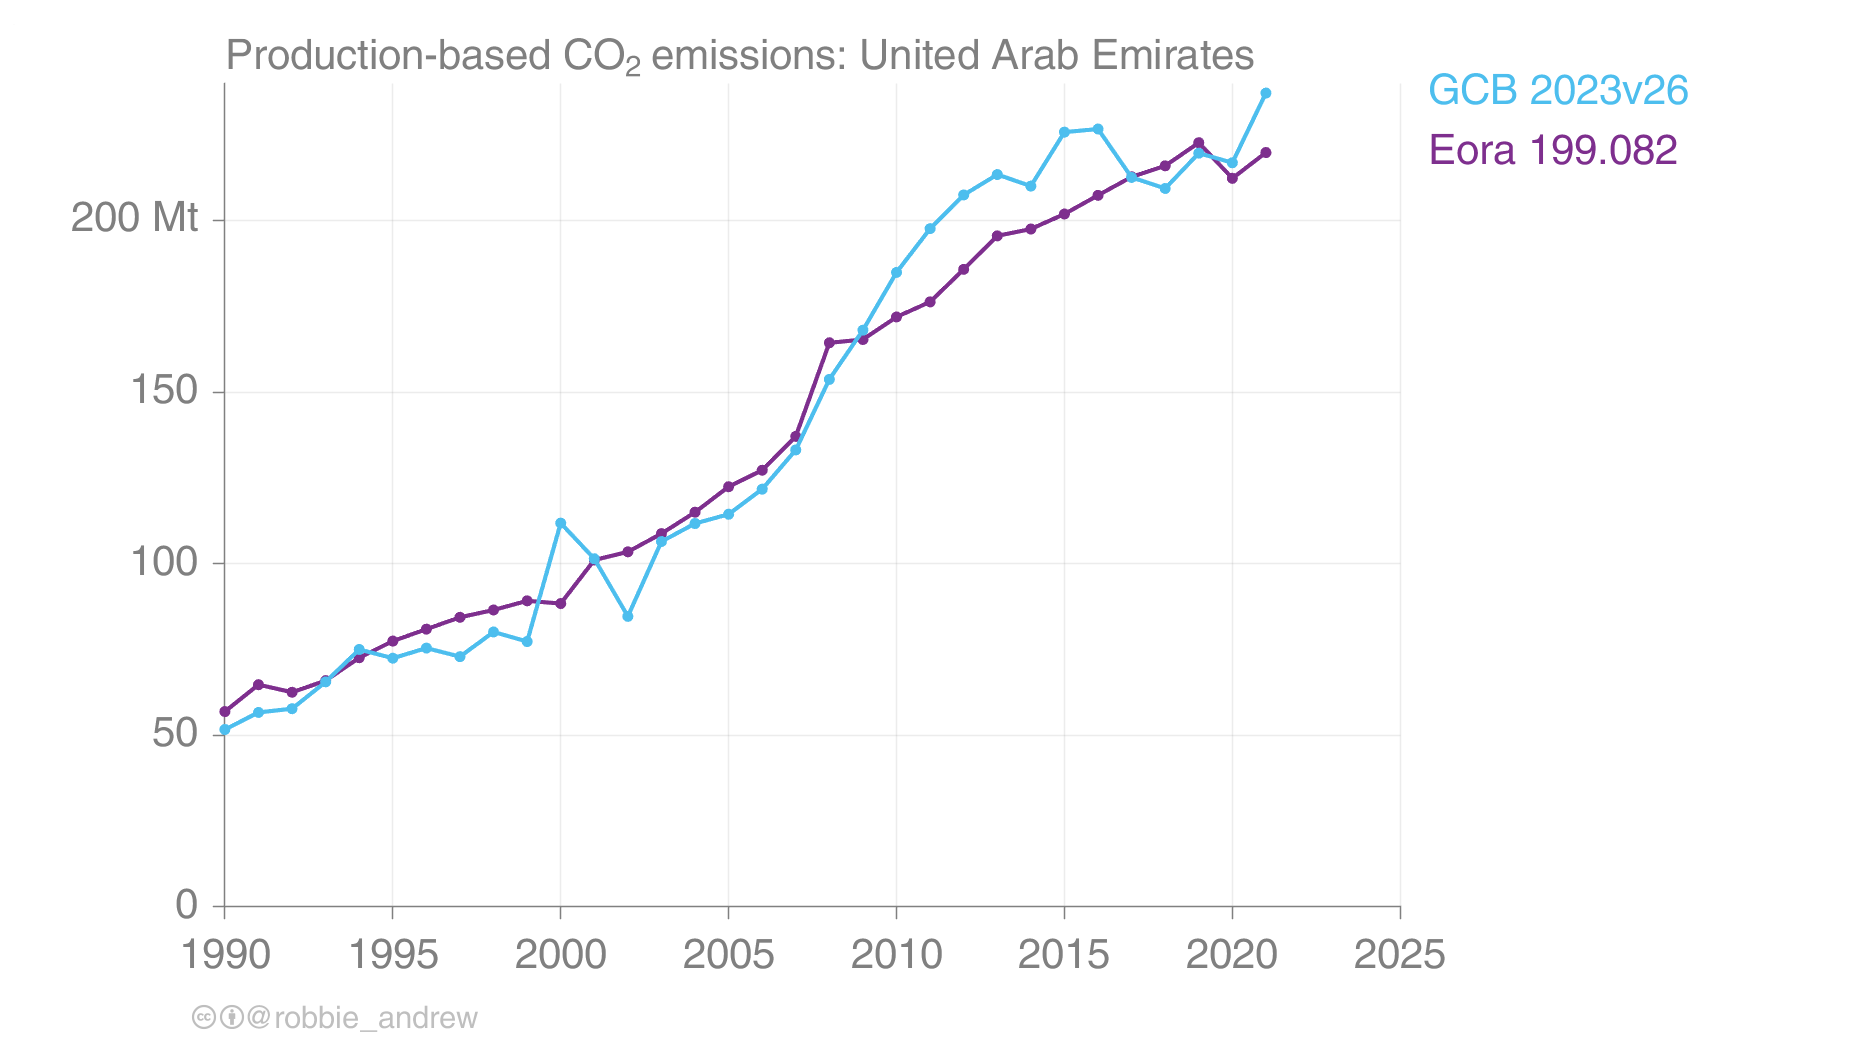 Production-based CO₂ emissions: United Arab Emirates
GCB 2023v26
Eora 199.082
200 Mt
150
100
50
0
1990 1995 2000 2005 2010 2015 2020 2025
@robbie_andrew